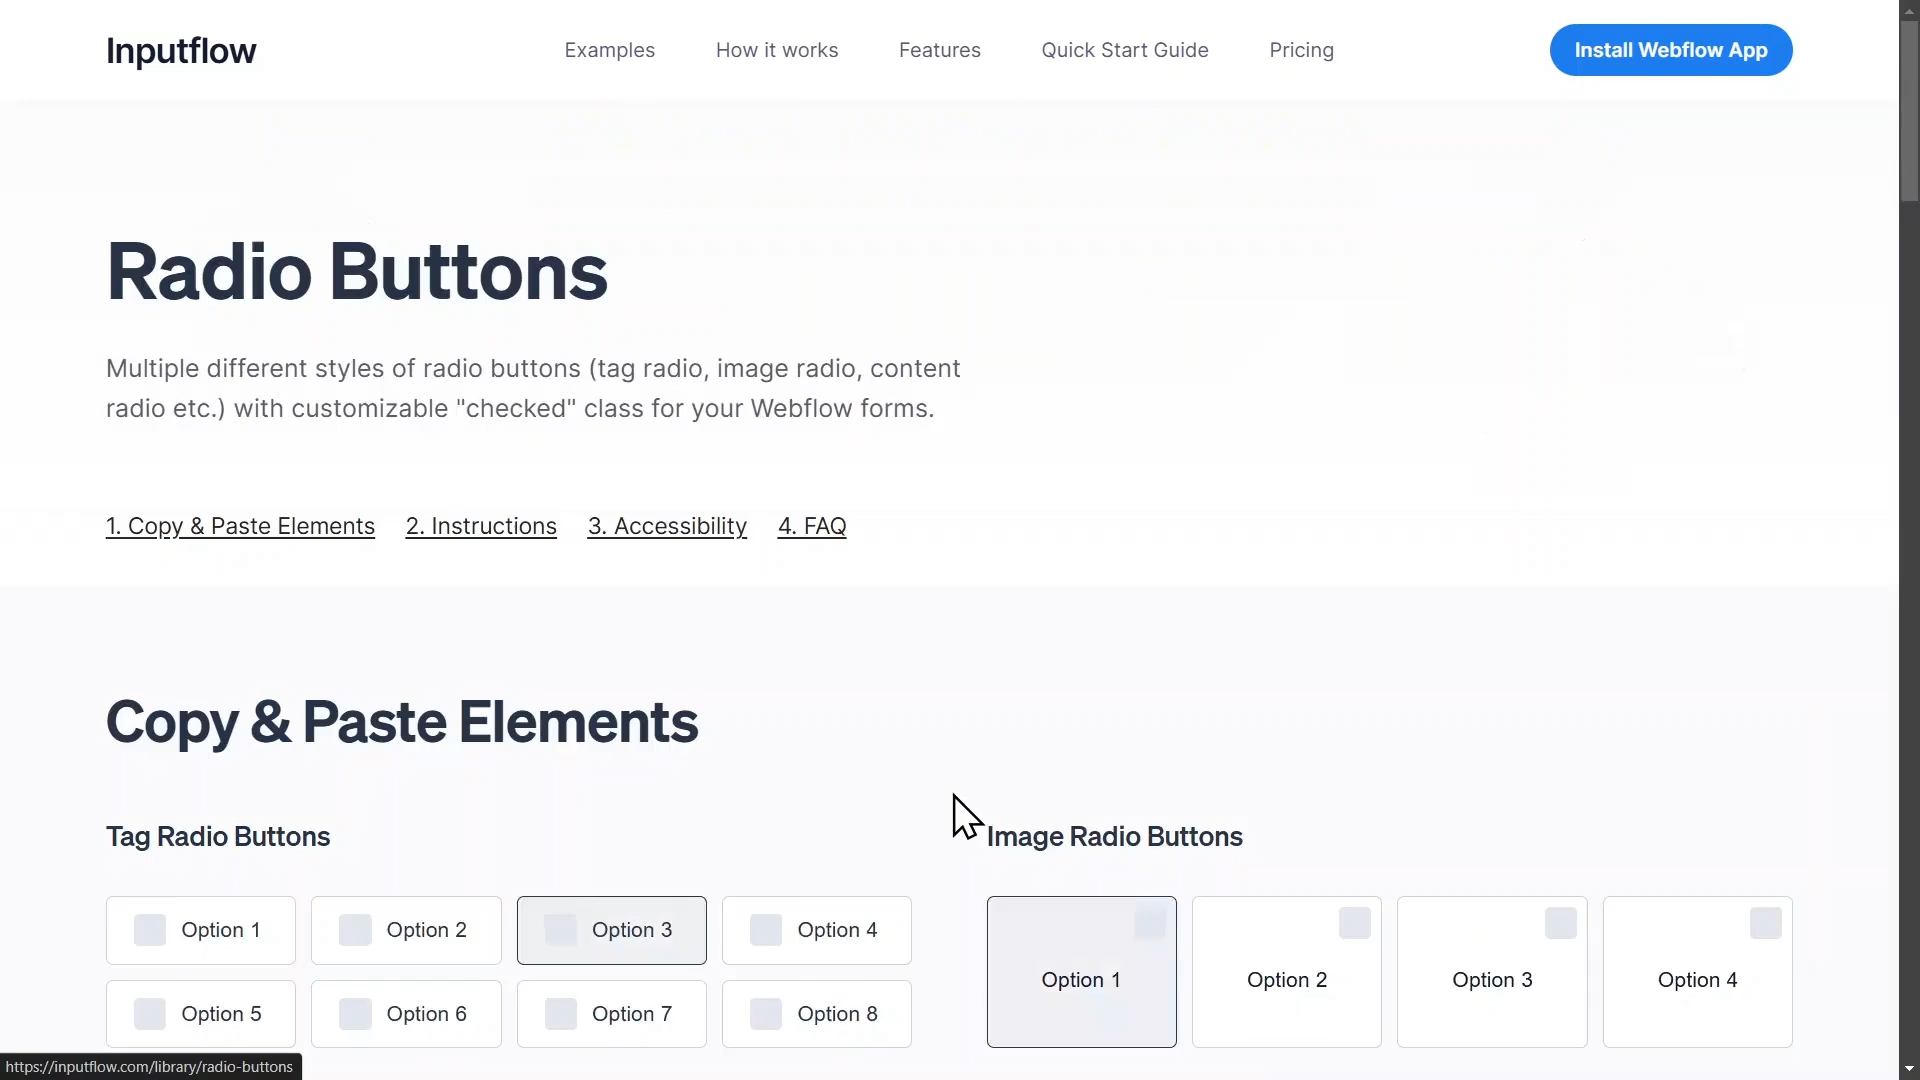 Inputflow
Examples
How it works
Features
Quick Start Guide
Pricing
Install Webflow App
Radio Buttons
Multiple different styles of radio buttons (tag radio, image radio, content
radio etc.) with customizable "checked" class for your Webflow forms.
1. Copy & Paste Elements
2. Instructions
3. Accessibility
4. FAQ
Copy & Paste Elements
Tag Radio Buttons
Option 1
Option 2
Option 3
Option 4
Option 5
Option 6
Option 7
Option 8
Image Radio Buttons
Option 1
Option 2
Option 3
Option 4
https://inputflow.com/library/radio-buttons